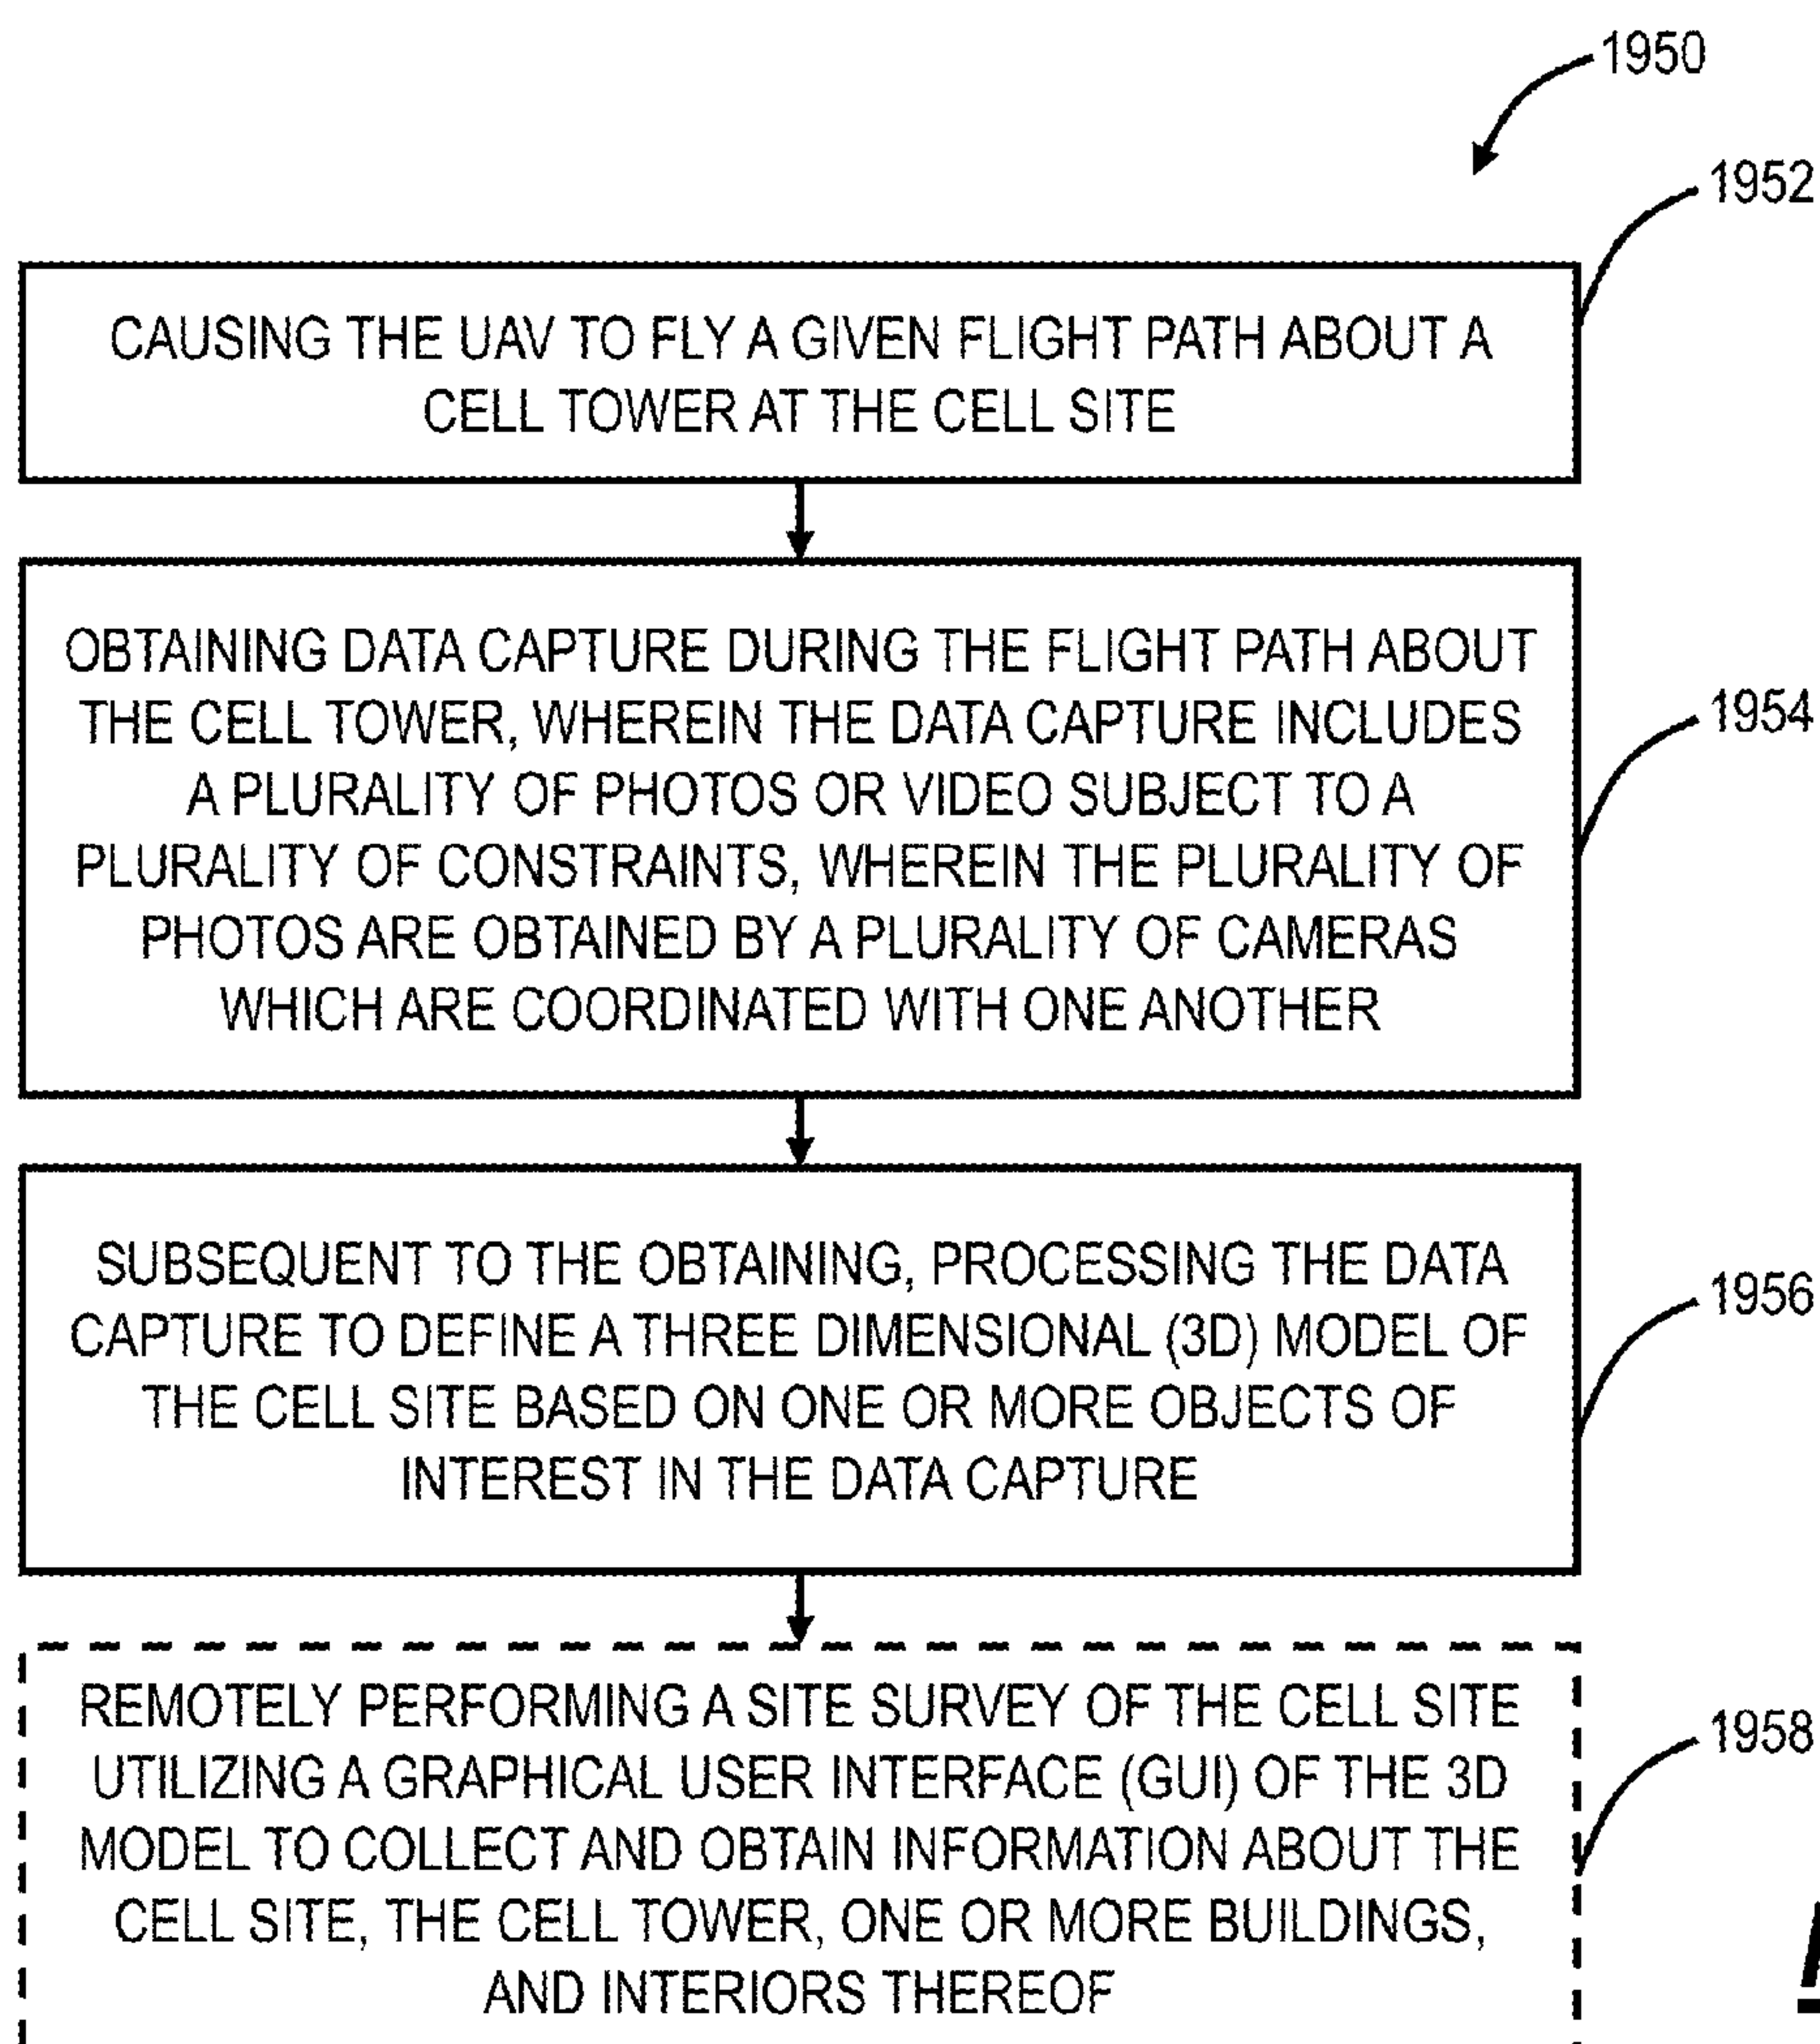 1950
1952
CAUSING THE UAV TO FLY A GIVEN FLIGHT PATH ABOUT A
CELL TOWER AT THE CELL SITE
OBTAINING DATA CAPTURE DURING THE FLIGHT PATH ABOUT
THE CELL TOWER, WHEREIN THE DATA CAPTURE INCLUDES
A PLURALITY OF PHOTOS OR VIDEO SUBJECT TO A
PLURALITY OF CONSTRAINTS, WHEREIN THE PLURALITY OF
PHOTOS ARE OBTAINED BY A PLURALITY OF CAMERAS
WHICH ARE COORDINATED WITH ONE ANOTHER
1954
SUBSEQUENT TO THE OBTAINING, PROCESSING THE DATA
CAPTURE TO DEFINE A THREE DIMENSIONAL (3D) MODEL OF
THE CELL SITE BASED ON ONE OR MORE OBJECTS OF
INTEREST IN THE DATA CAPTURE
1956
REMOTELY PERFORMING A SITE SURVEY OF THE CELL SITE
UTILIZING A GRAPHICAL USER INTERFACE (GUI) OF THE 3D
MODEL TO COLLECT AND OBTAIN INFORMATION ABOUT THE
CELL SITE, THE CELL TOWER, ONE OR MORE BUILDINGS,
AND INTERIORS THEREOF
1958